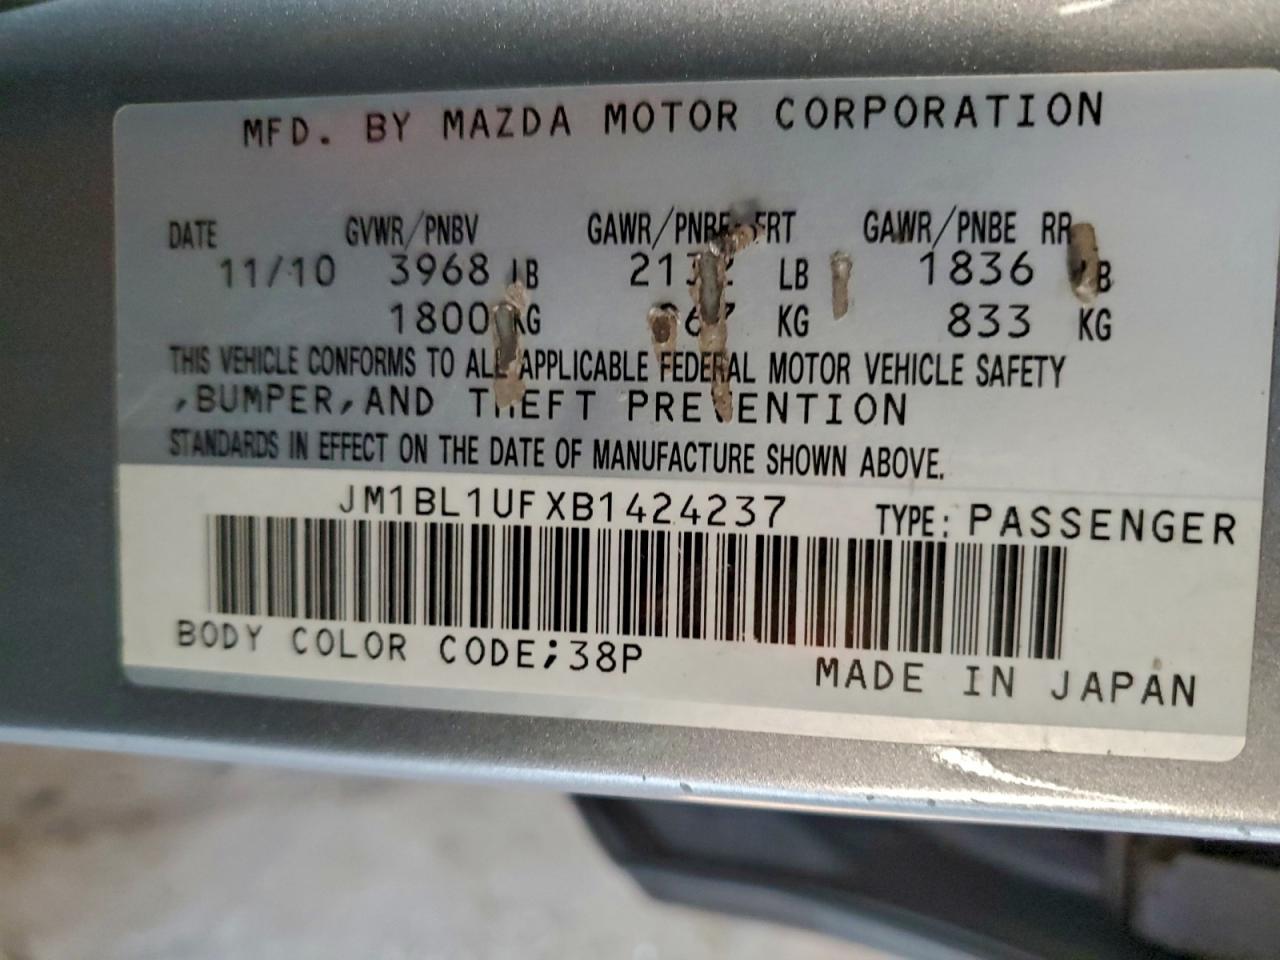 MFD. BY MAZDA MOTOR CORPORATION
DATE GVWR/PNBV GAWR/PNBE FRT GAWR/PNBE RR
11/10 3968 LB LB 1836 LB
1800 KG KG 833 KG
THIS VEHICLE CONFORMS TO ALL APPLICABLE FEDERAL MOTOR VEHICLE SAFETY
,BUMPER,AND THEFT PREVENTION
STANDARDS IN EFFECT ON THE DATE OF MANUFACTURE SHOWN ABOVE.
JM1BL1UFXB1424237 TYPE: PASSENGER
BODY COLOR CODE;38P
MADE IN JAPAN